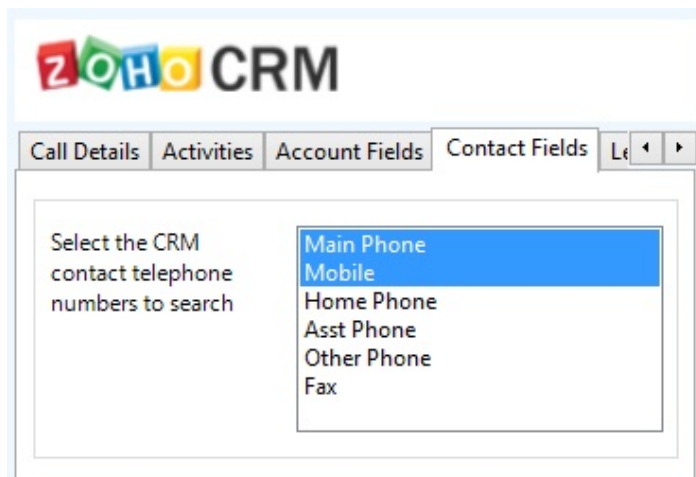 ZOHO CRM
Call Details Activities Account Fields Contact Fields
Select the CRM
contact telephone
numbers to search
Main Phone
Mobile
Home Phone
Asst Phone
Other Phone
Fax